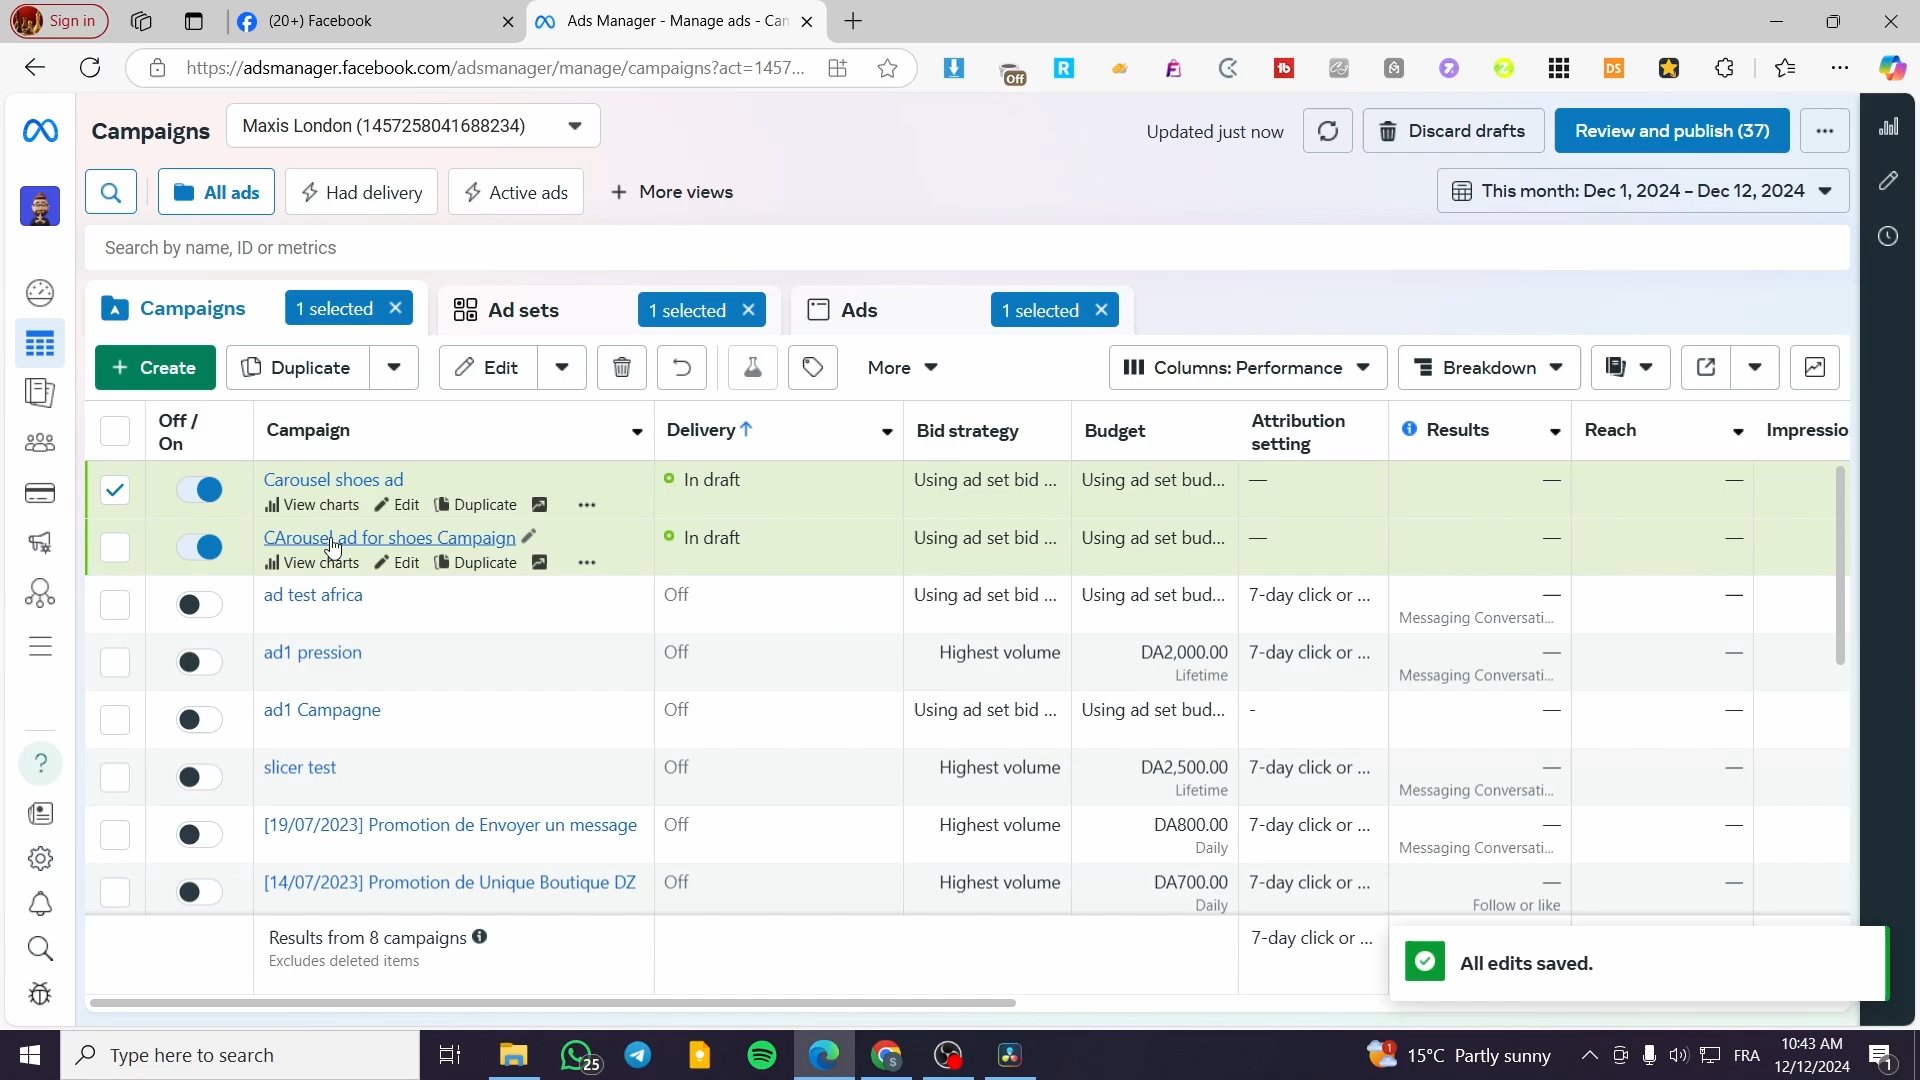 Sign in
(20+) Facebook
Ads Manager - Manage ads - Can
https://adsmanager.facebook.com/adsmanager/manage/campaigns?act=1457...
Off
Campaigns
Maxis London (1457258041688234)
Updated just now
Discard drafts
Review and publish (37)
All ads
Had delivery
Active ads
+ More views
This month: Dec 1, 2024 – Dec 12, 2024
Search by name, ID or metrics
Campaigns
1 selected
Ad sets
1 selected
Ads
1 selected
+ Create
Duplicate
Edit
More
Columns: Performance
Breakdown
Off / On
Campaign
Delivery ↑
Bid strategy
Budget
Attribution setting
Results
Reach
Impressio
Carousel shoes ad
In draft
Using ad set bid ...
Using ad set bud...
—
—
—
View charts
Edit
Duplicate
...
CArousel ad for shoes Campaign
In draft
Using ad set bid ...
Using ad set bud...
—
—
—
View charts
Edit
Duplicate
...
ad test africa
Off
Using ad set bid ...
Using ad set bud...
7-day click or ...
—
Messaging Conversati...
—
ad1 pression
Off
Highest volume
DA2,000.00
Lifetime
7-day click or ...
—
Messaging Conversati...
—
ad1 Campagne
Off
Using ad set bid ...
Using ad set bud...
-
—
—
slicer test
Off
Highest volume
DA2,500.00
Lifetime
7-day click or ...
—
Messaging Conversati...
—
[19/07/2023] Promotion de Envoyer un message
Off
Highest volume
DA800.00
Daily
7-day click or ...
—
Messaging Conversati...
—
[14/07/2023] Promotion de Unique Boutique DZ
Off
Highest volume
DA700.00
Daily
7-day click or ...
—
Follow or like
—
Results from 8 campaigns
Excludes deleted items
7-day click or ...
All edits saved.
Type here to search
25
15°C Partly sunny
FRA
10:43 AM
12/12/2024
1